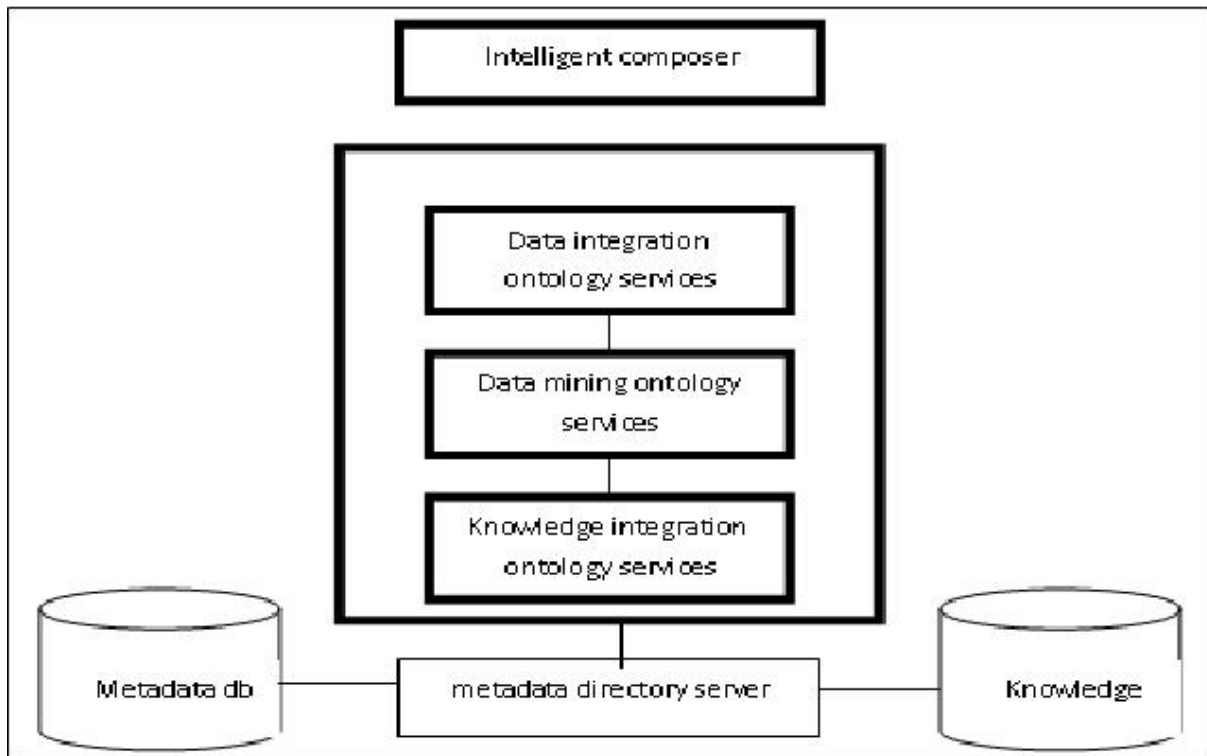 Intelligent composer
Data integration
ontology services
Data mining ontology
services
Knowledge integration
ontology services
Metadata db
metadata directory server
Knowledge